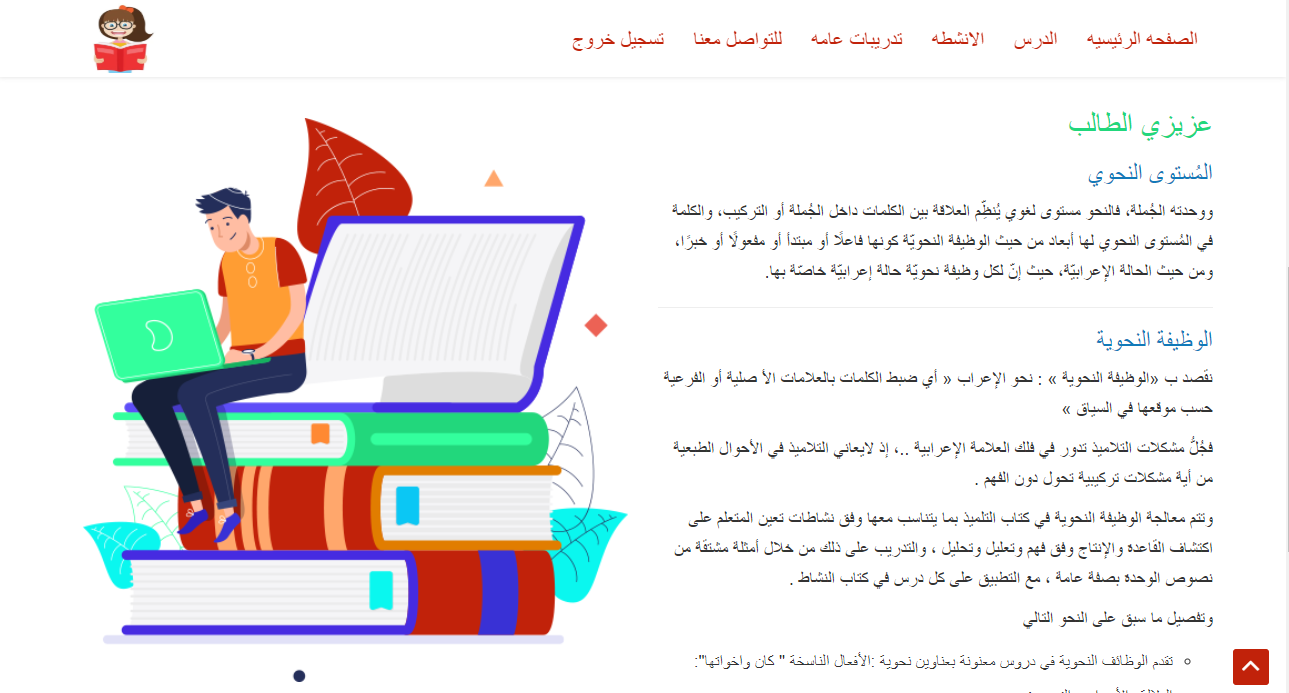 الصفحه الرئيسيه الدرس الانشطه تدريبات عامه للتواصل معنا تسجيل خروج
عزيزي الطالب
المُستوى النحوي
ووحدته الجُملة، فالنحو مستوى لغوي يُنظِّم العلاقة بين الكلمات داخل الجُملة أو التركيب، والكلمة
في المُستوى النحوي لها أبعاد من حيث الوظيفة النحويّة كونها فاعلًا أو مبتدأ أو مفعولًا أو خبرًا،
ومن حيث الحالة الإعرابيّة، حيث إنّ لكل وظيفة نحويّة حالة إعرابيّة خاصّة بها.
الوظيفة النحوية
نقصد ب «الوظيفة النحوية » : نحو الإعراب « أي ضبط الكلمات بالعلامات الأ صلية أو الفرعية
حسب موقعها في السياق »
فجُلُّ مشكلات التلاميذ تدور في فلك العلامة الإعرابية ..، إذ لايعاني التلاميذ في الأحوال الطبعية
من أية مشكلات تركيبية تحول دون الفهم .
وتتم معالجة الوظيفة النحوية في كتاب التلميذ بما يتناسب معها وفق نشاطات تعين المتعلم على
اكتشاف القاعدة والإنتاج وفق فهم وتعليل وتحليل ، والتدريب على ذلك من خلال أمثلة مشتقة من
نصوص الوحدة بصفة عامة ، مع التطبيق على كل درس في كتاب النشاط .
وتفصيل ما سبق على النحو التالي
تقدم الوظائف النحوية في دروس معنونة بعناوين نحوية :الأفعال الناسخة " كان واخواتها":